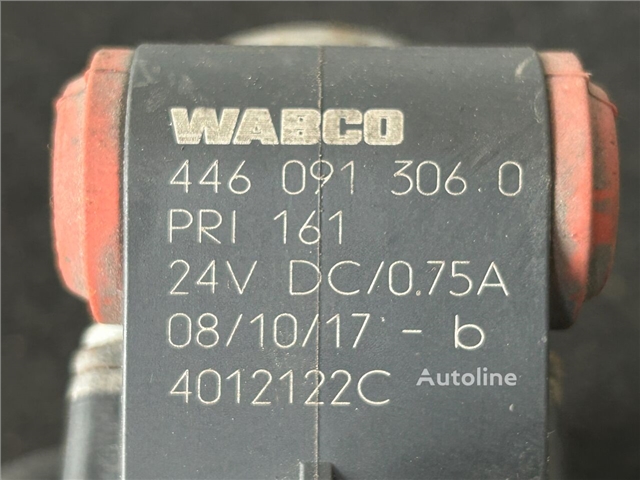 WABCO
446 091 306 0
PRI 161
24V DC/0.75A
08/10/17 - b
4012122C
Autoline